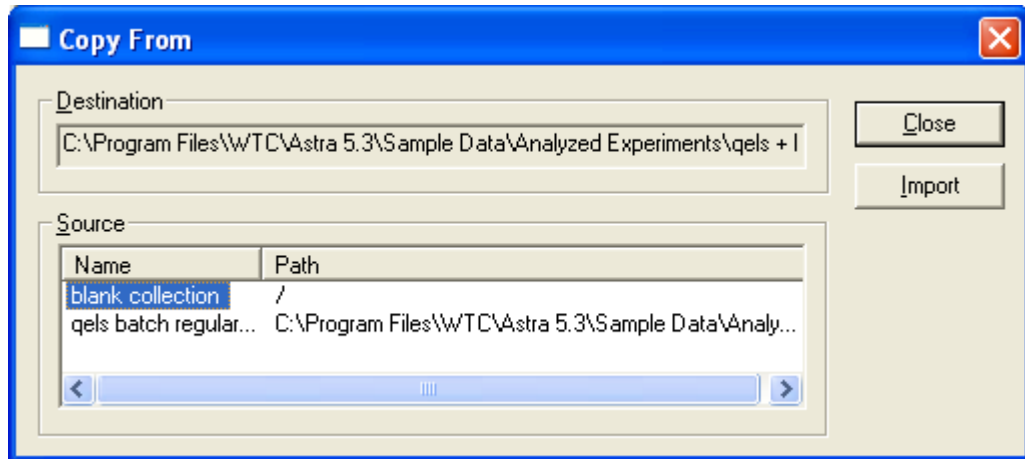 Copy From
Destination
C:\Program Files\WTC\Astra 5.3\Sample Data\Analyzed Experiments\qels + l
Close
Import
Source
Name Path
blank collection /
qels batch regular... C:\Program Files\WTC\Astra 5.3\Sample Data\Analy...